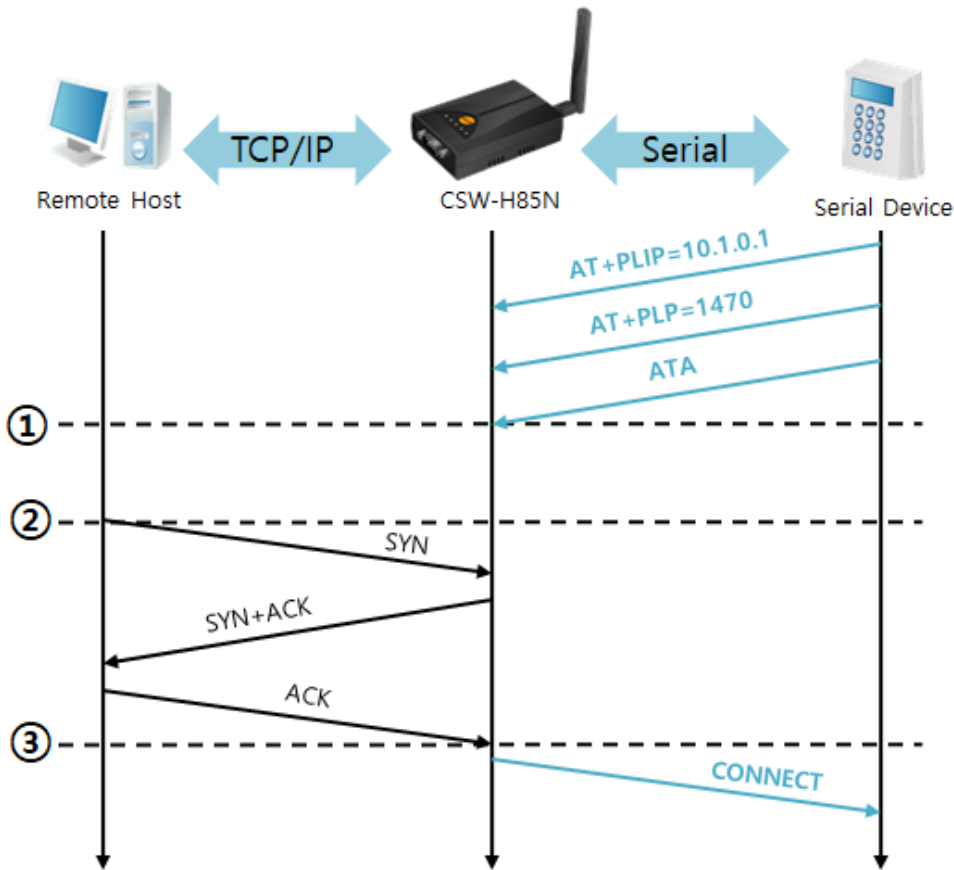 TCP/IP
Serial
Remote Host
CSW-H85N
Serial Device
AT+PLIP=10.1.0.1
AT+PLP=1470
ATA
①
②
SYN
SYN+ACK
ACK
③
CONNECT